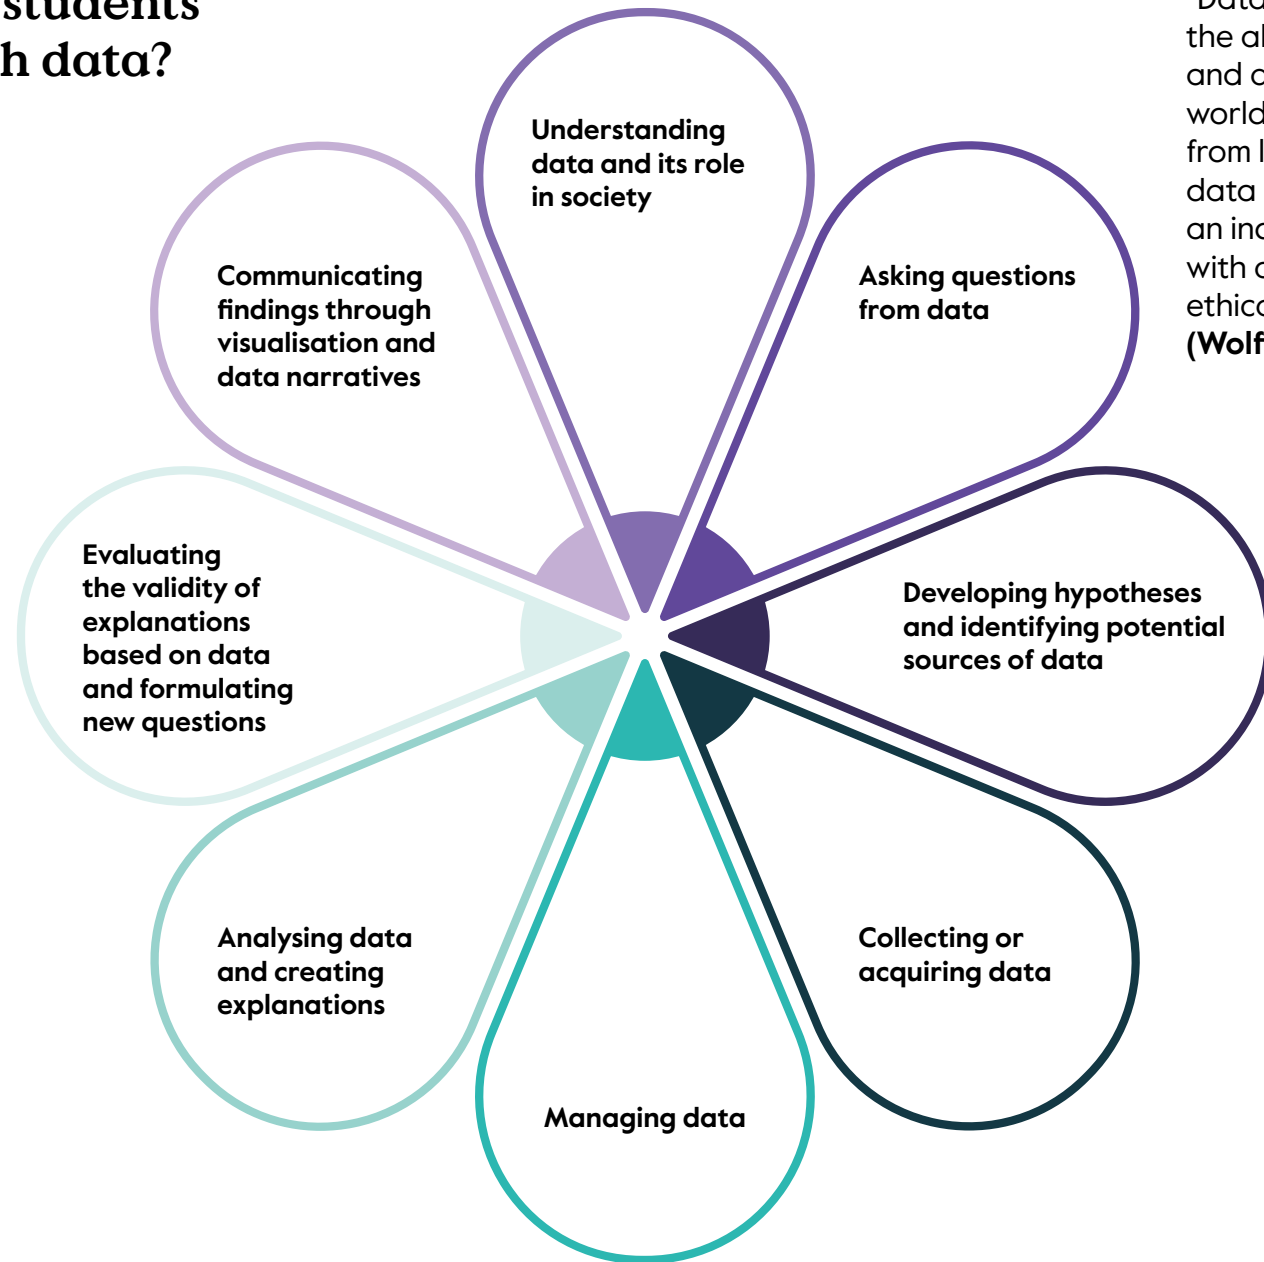 students
h data?
Understanding
data and its role
in society
Asking questions
from data
Developing hypotheses
and identifying potential
sources of data
Collecting or
acquiring data
Managing data
Analysing data
and creating
explanations
Evaluating
the validity of
explanations
based on data
and formulating
new questions
Communicating
findings through
visualisation and
data narratives
the
and
world
from
data
with